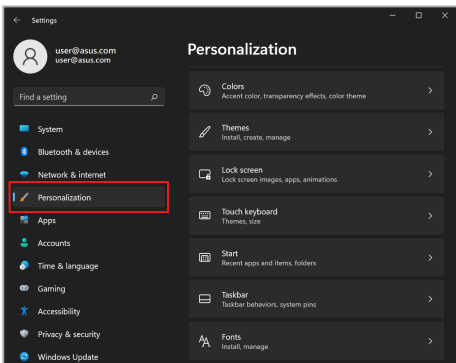 Settings
user@asus.com
user@asus.com
Find a setting
System
Bluetooth & devices
Network & internet
Personalization
Apps
Accounts
Time & language
Gaming
Accessibility
Privacy & security
Windows Update
Personalization
Colors
Accent color, transparency effects, color theme
Themes
Install, create, manage
Lock screen
Lock screen images, apps, animations
Touch keyboard
Themes, size
Start
Recent apps and items, folders
Taskbar
Taskbar behaviors, system pins
Fonts
Install, manage